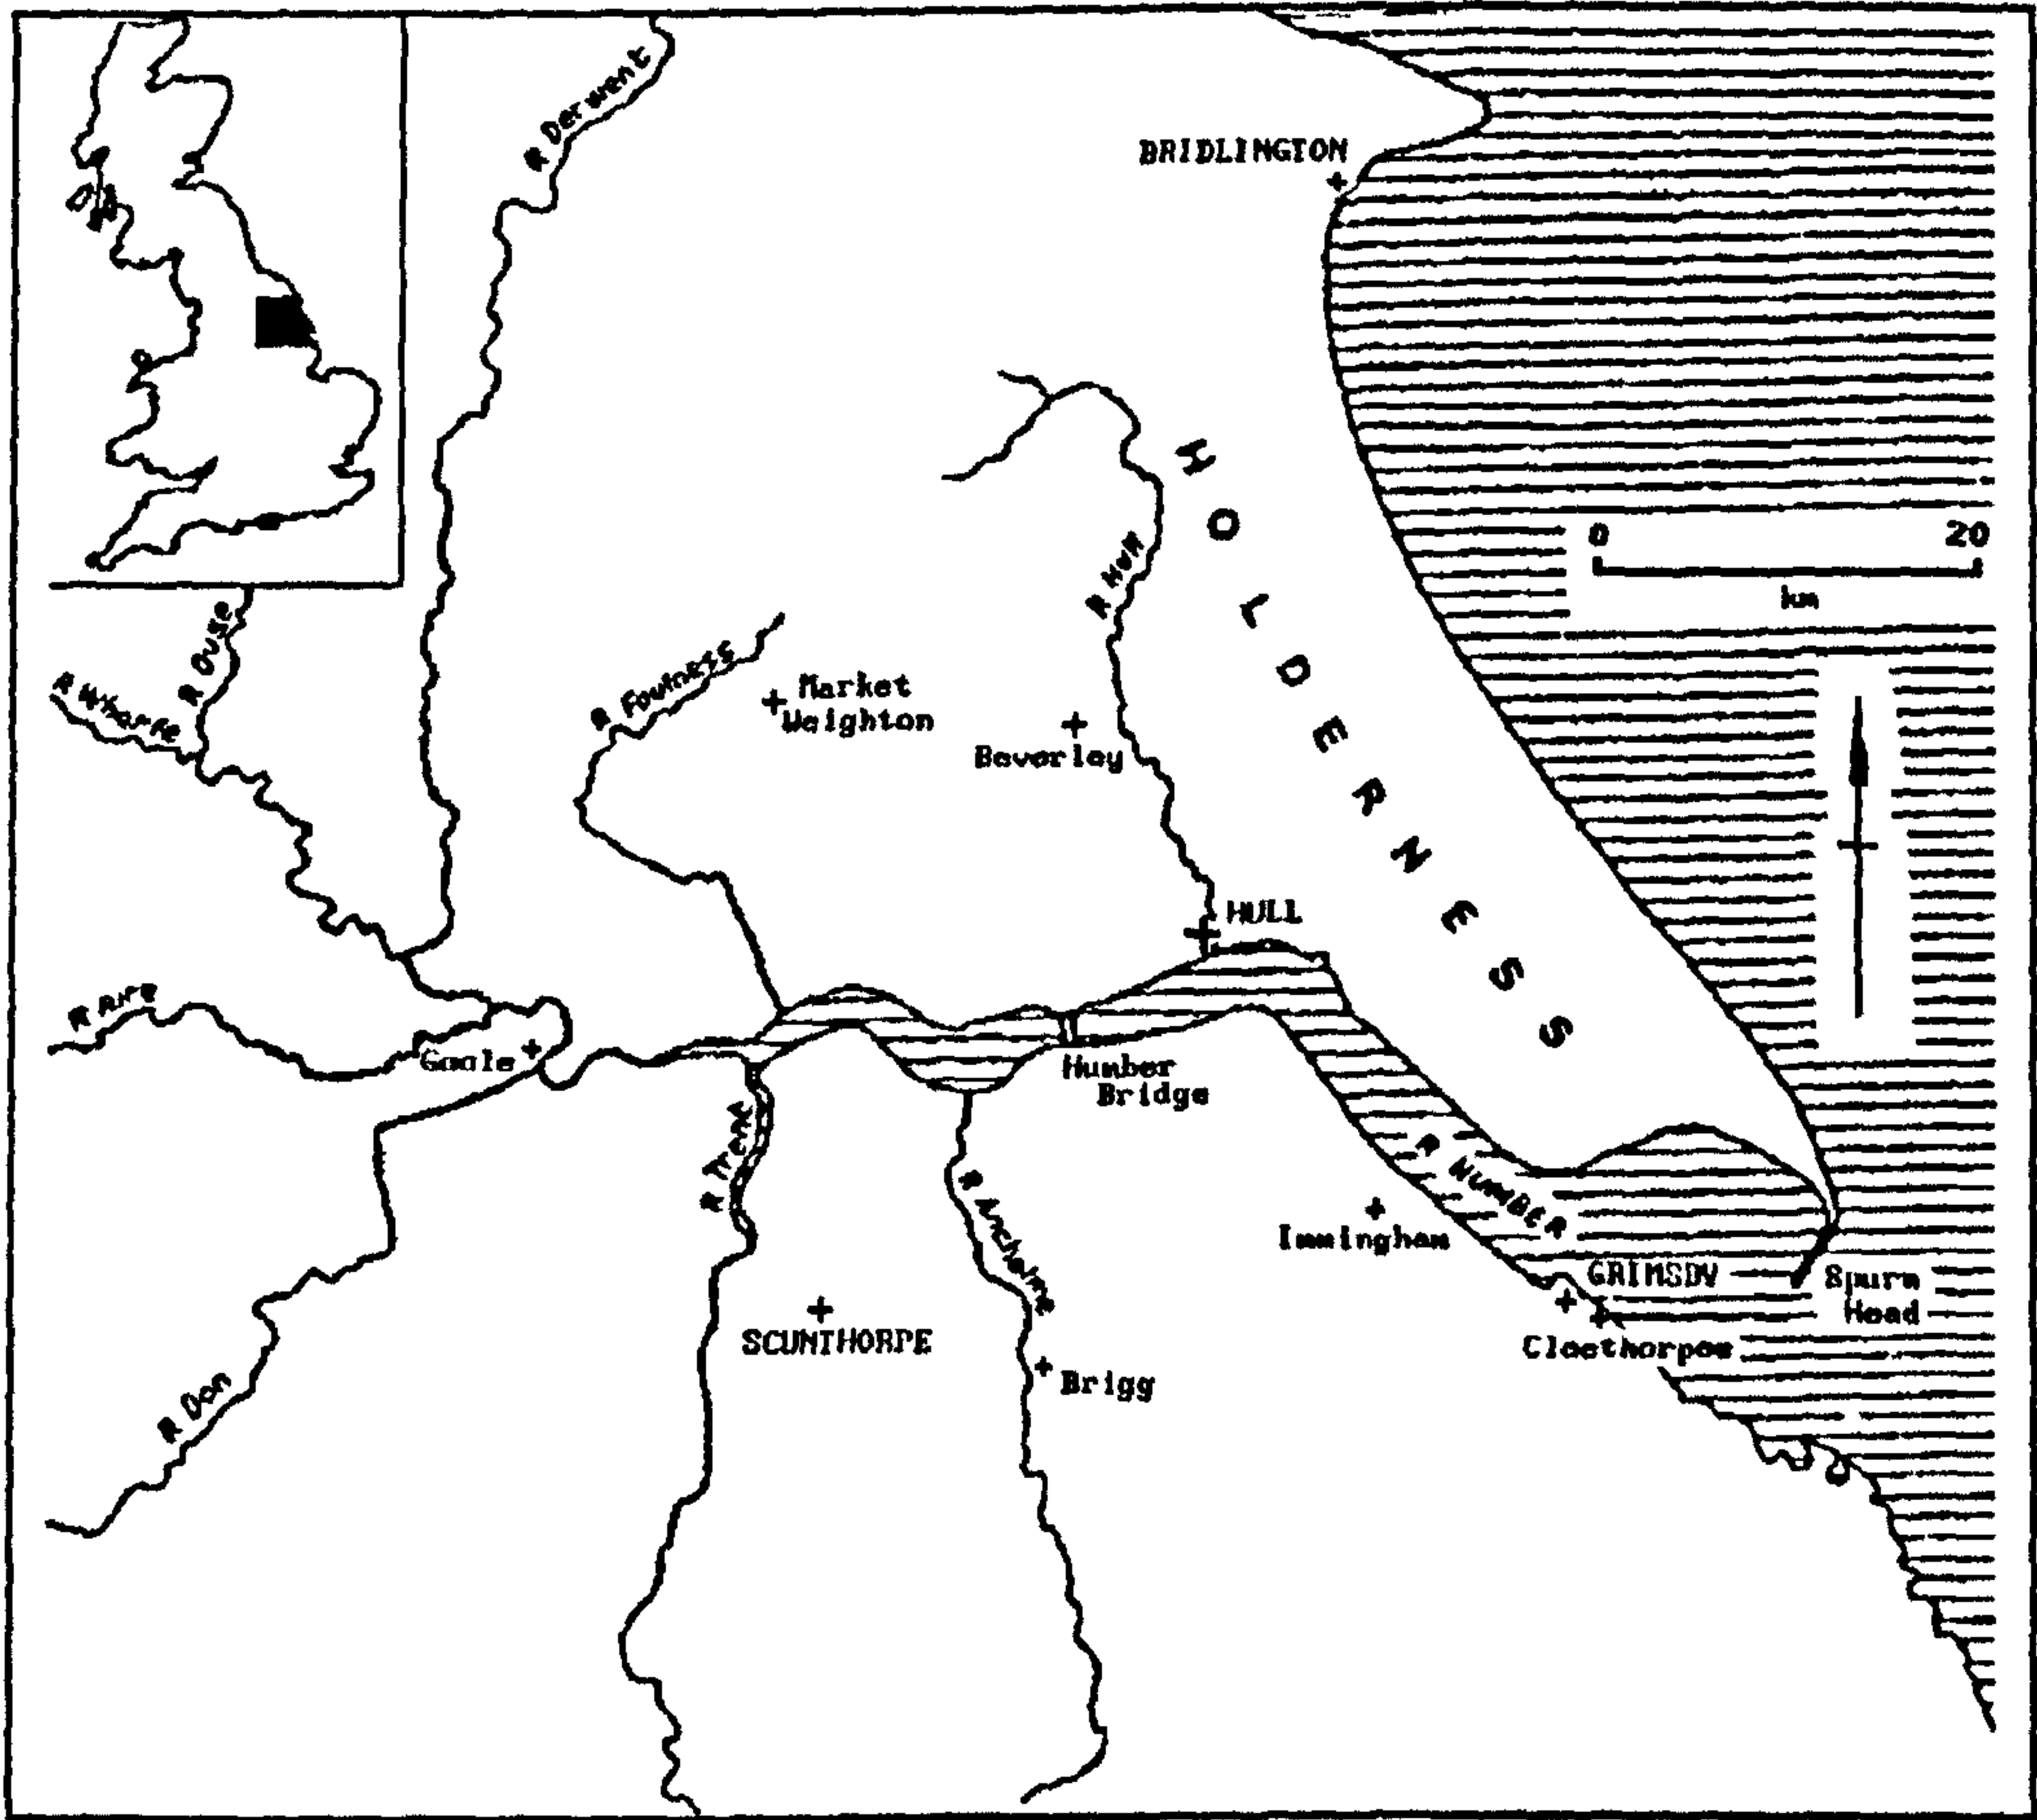 R Derwent
BRIDLINGTON
HOLDERNESS
0 20
km
R Hull
R Ouse
R Wharfe
R Foulness
Market
Weighton
Beverley
HULL
R Aire
Goole
Humber
Bridge
R Trent
R Ancholme
R HUMBER
Immingham
GRIMSBY
Spurn
Head
SCUNTHORPE
Cleethorpes
Brigg
R Don